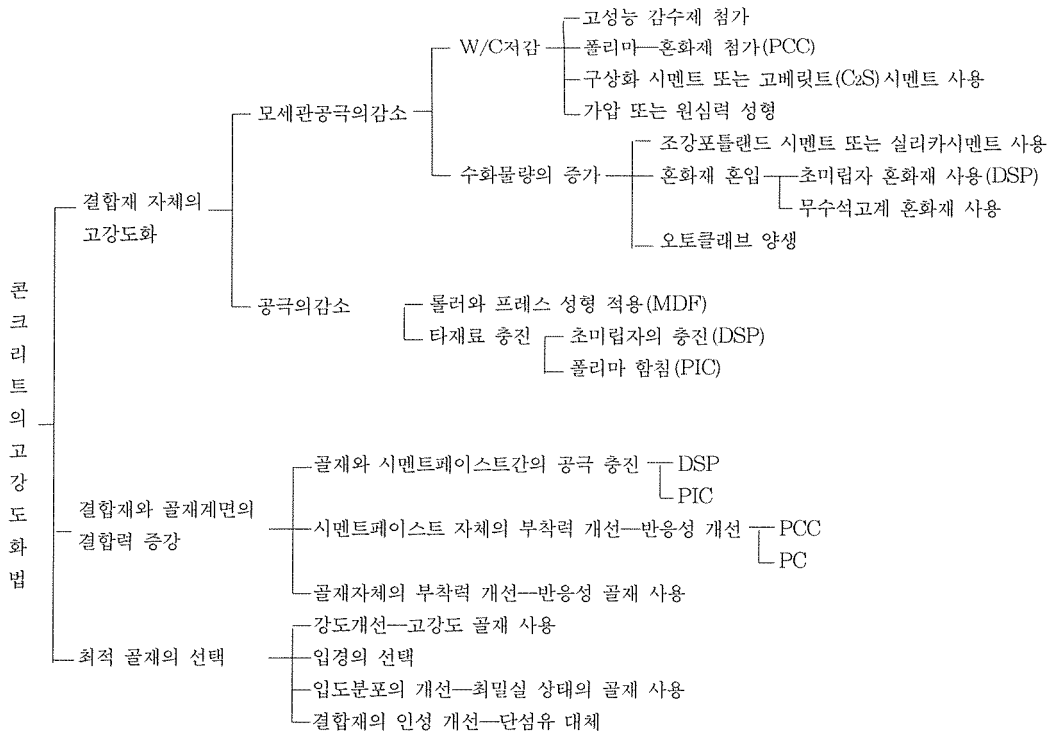 콘크리트의고강도화법
결합재 자체의
고강도화
모세관공극의감소
W/C저감
고성능 감수제 첨가
폴리마—혼화제 첨가(PCC)
구상화 시멘트 또는 고베릿트(C2S)시멘트 사용
가압 또는 원심력 성형
수화물량의 증가
조강포틀랜드 시멘트 또는 실리카시멘트 사용
혼화재 혼입
초미립자 혼화재 사용(DSP)
무수석고계 혼화재 사용
오토클래브 양생
공극의감소
롤러와 프레스 성형 적용(MDF)
타재료 충진
초미립자의 충진(DSP)
폴리마 함침(PIC)
결합재와 골재계면의
결합력 증강
골재와 시멘트페이스트간의 공극 충진
DSP
PIC
시멘트페이스트 자체의 부착력 개선—반응성 개선
PCC
PC
골재자체의 부착력 개선—반응성 골재 사용
최적 골재의 선택
강도개선—고강도 골재 사용
입경의 선택
입도분포의 개선—최밀실 상태의 골재 사용
결합재의 인성 개선—단섬유 대체